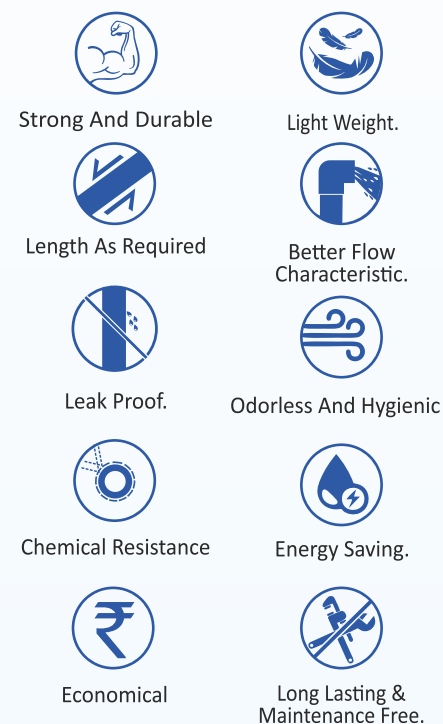 Strong And Durable
Light Weight.
Length As Required
Better Flow
Characteristic.
Leak Proof.
Odorless And Hygienic
Chemical Resistance
Energy Saving.
₹
Economical
Long Lasting &
Maintenance Free.